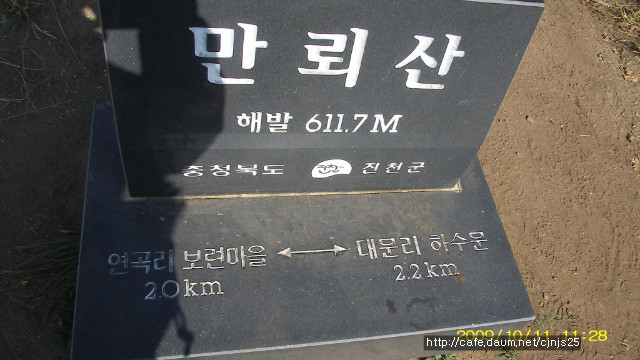 만뢰산
해발 611.7M
충청북도 진천군
연곡리 보련마을 ↔ 대문리 하수문
2.0km 2.2km
2009/10/11 11:28
http://cafe.daum.net/cjnjs25